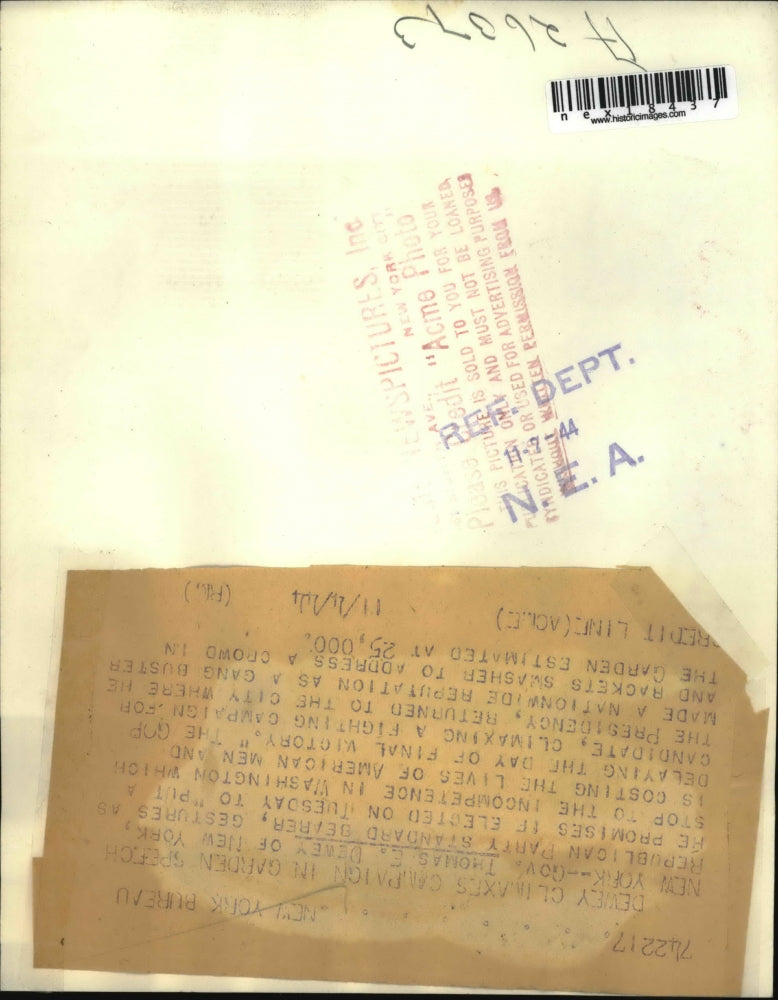 A 26373
nex18437
www.historicimages.com
NEWSPICTURES, Inc
AVE., NEW YORK CITY
"Acme Photo
THIS PICTURE IS SOLD TO YOU FOR YOUR
PUBLICATION ONLY AND MUST NOT BE LOANED,
SYNDICATED OR USED FOR ADVERTISING PURPOSES
WITHOUT WRITTEN PERMISSION FROM US.
REF. DEPT.
11-9-44
N. E. A.
742217 NEW YORK BUREAU
DEWEY CLIMAXES CAMPAIGN IN GARDEN SPEECH
NEW YORK--GOV. THOMAS E. DEWEY OF NEW YORK,
REPUBLICAN PARTY STANDARD BEARER, GESTURES AS
HE PROMISES IF ELECTED ON TUESDAY TO "PUT A
STOP TO THE INCOMPETENCE IN WASHINGTON WHICH
IS COSTING THE LIVES OF AMERICAN MEN AND
DELAYING THE DAY OF FINAL VICTORY." THE GOP
CANDIDATE, CLIMAXING A FIGHTING CAMPAIGN FOR
THE PRESIDENCY, RETURNED TO THE CITY WHERE HE
MADE A NATIONWIDE REPUTATION AS A GANG BUSTER
AND RACKETS SMASHER TO ADDRESS A CROWD IN
THE GARDEN ESTIMATED AT 25,000.
CREDIT LINE (ACME) 11/4/44 (RM)